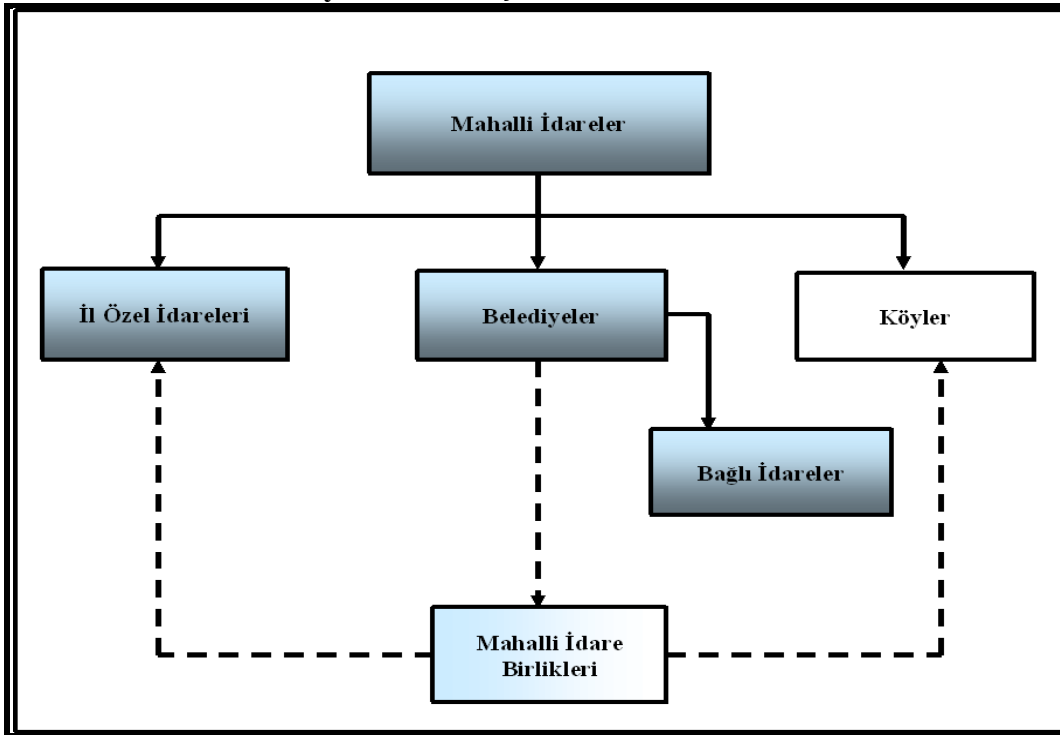 Mahalli İdareler
İl Özel İdareleri
Belediyeler
Köyler
Bağlı İdareler
Mahalli İdare
Birlikleri